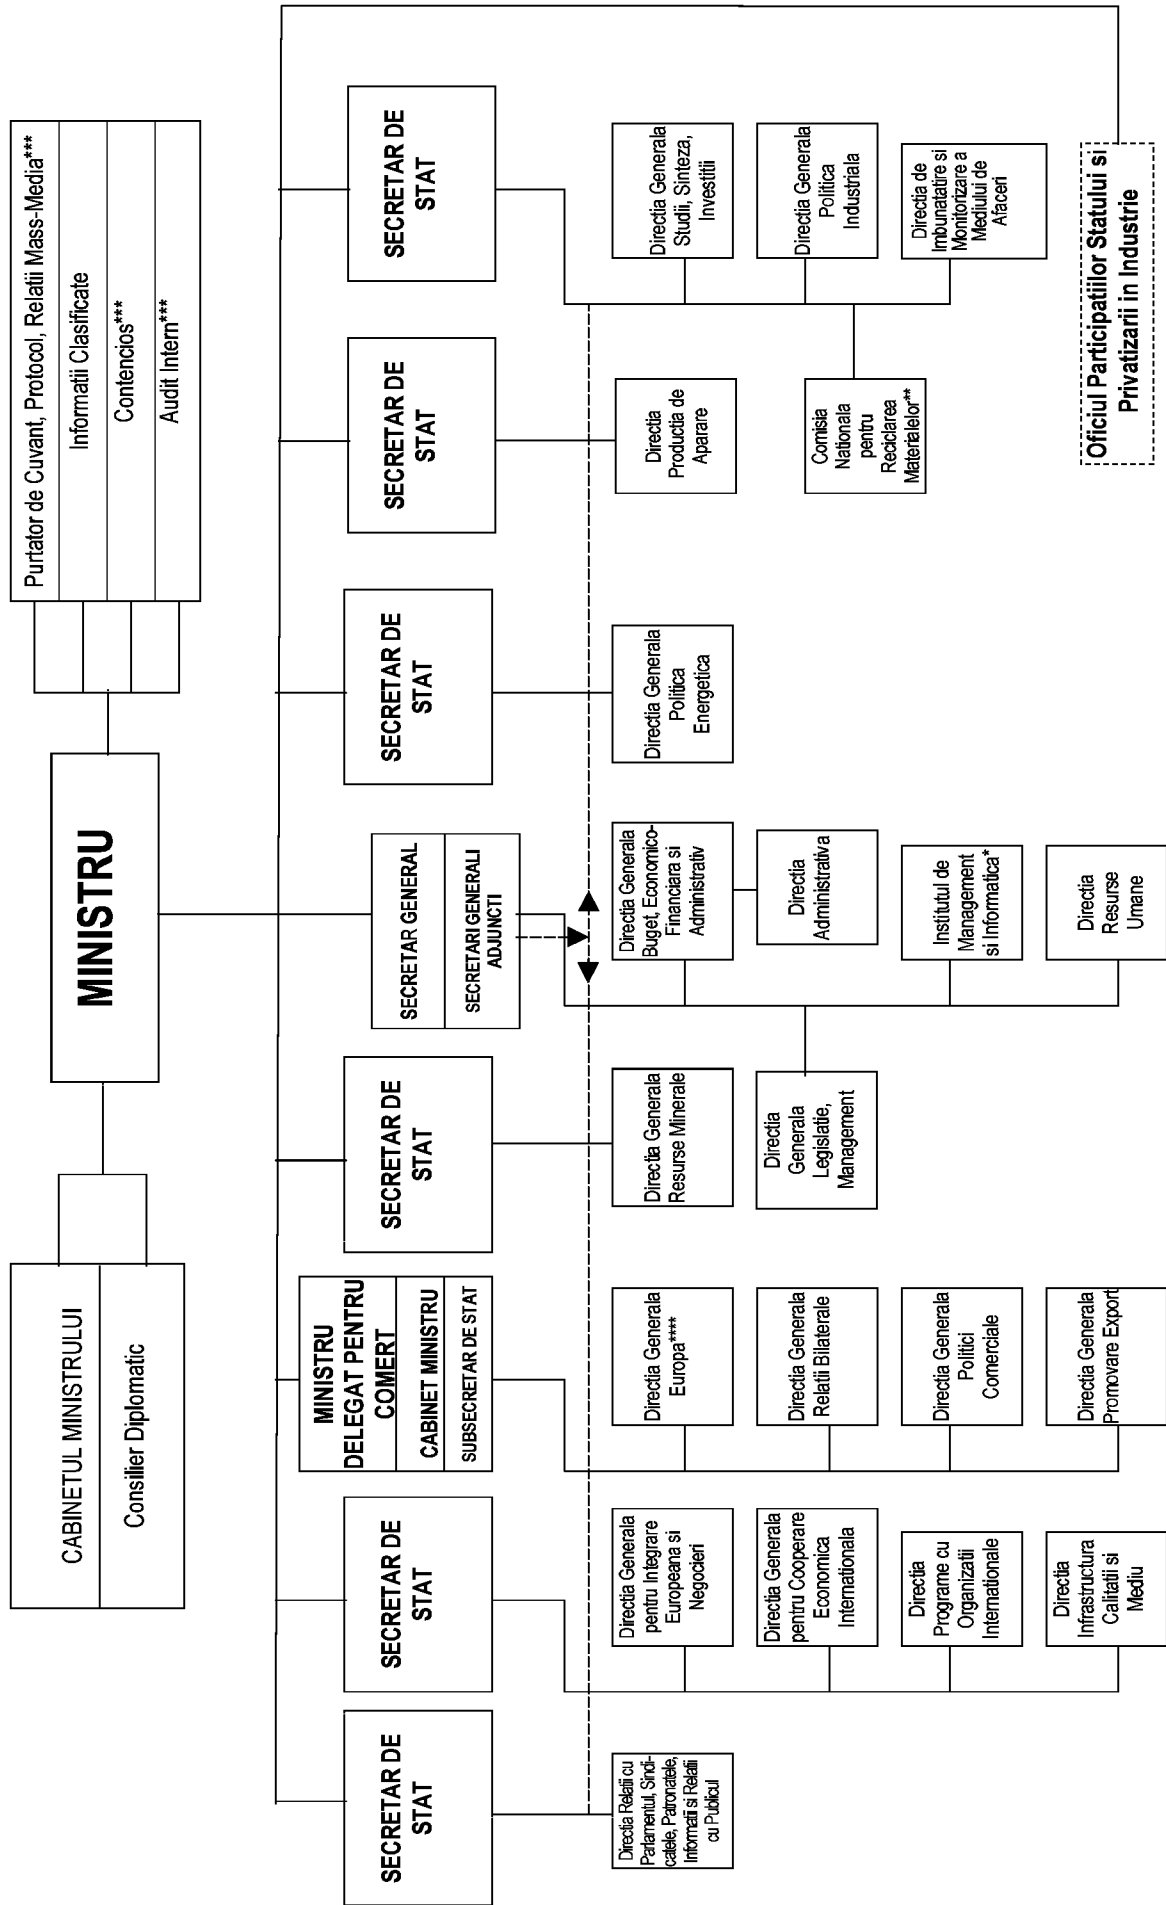 MINISTRU
CABINETUL MINISTRULUI
Consilier Diplomatic
Purtator de Cuvant, Protocol, Relatii Mass-Media***
Informatii Clasificate
Contencios***
Audit Intern***
SECRETAR DE
STAT
SECRETAR DE
STAT
MINISTRU
DELEGAT PENTRU
COMERT
CABINET MINISTRU
SUBSECRETAR DE STAT
SECRETAR DE
STAT
SECRETAR GENERAL
SECRETARI GENERALI
ADJUNCTI
SECRETAR DE
STAT
SECRETAR DE
STAT
SECRETAR DE
STAT
Directia Relatii cu
Parlamentul, Sindi-
catele, Patronatele,
Informatii si Relatii
cu Publicul
Directia Generala
pentru Integrare
Europeana si
Negocieri
Directia Generala
pentru Cooperare
Economica
Internationala
Directia
Programe cu
Organizatii
Internationale
Directia
Infrastructura
Calitatii si
Mediu
Directia Generala
Europa****
Directia Generala
Relatii Bilaterale
Directia Generala
Politici
Comerciale
Directia Generala
Promovare Export
Directia Generala
Resurse Minerale
Directia
Generala
Legislatie,
Management
Directia Generala
Buget, Economico-
Financiara si
Administrativ
Directia
Administrativa
Institutul de
Management
si Informatica*
Directia
Resurse
Umane
Directia Generala
Politica
Energetica
Directia
Productia de
Aparare
Comisia
Nationala
pentru
Reciclarea
Materialelor**
Directia Generala
Studii, Sinteza,
Investitii
Directia Generala
Politica
Industriala
Directia de
Imbunatatire si
Monitorizare a
Mediului de
Afaceri
Oficiul Participatiilor Statului si
Privatizarii in Industrie